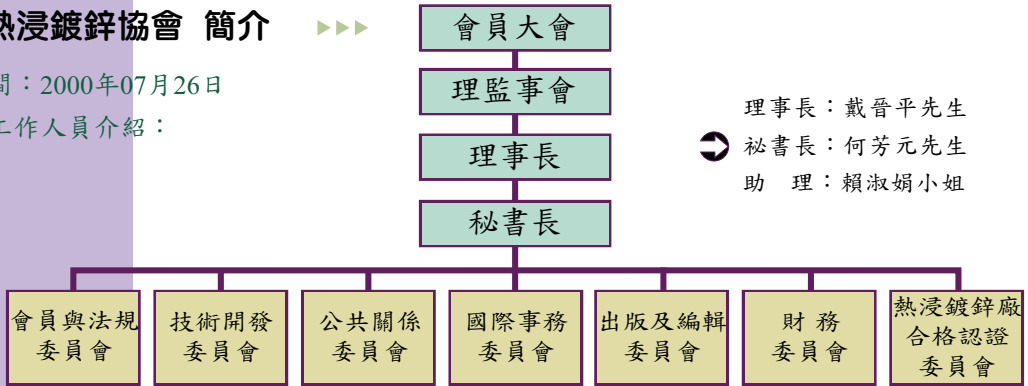 熱浸鍍鋅協會 簡介
間：2000年07月26日
工作人員介紹：
會員大會
理監事會
理事長
秘書長
理事長：戴晉平先生
祕書長：何芳元先生
助　理：賴淑娟小姐
會員與法規
委員會
技術開發
委員會
公共關係
委員會
國際事務
委員會
出版及編輯
委員會
財務
委員會
熱浸鍍鋅廠
合格認證
委員會